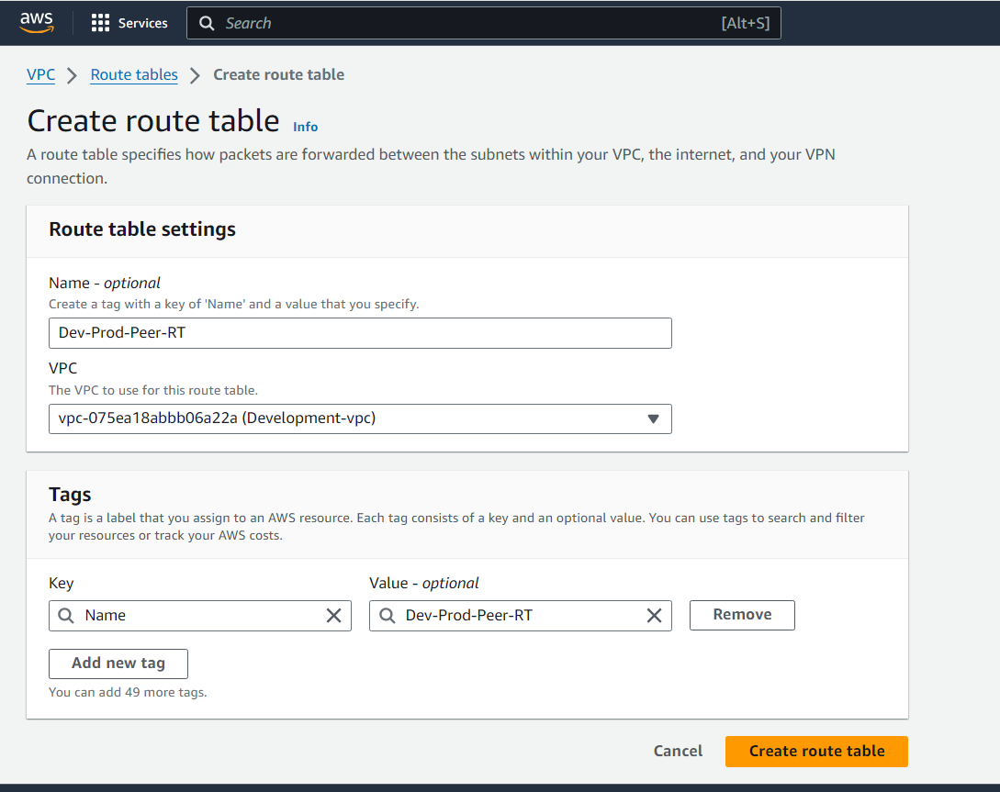 aws
Services
Search
[Alt+S]
VPC
Route tables
Create route table
Create route table Info
A route table specifies how packets are forwarded between the subnets within your VPC, the internet, and your VPN
connection.
Route table settings
Name - optional
Create a tag with a key of 'Name' and a value that you specify.
Dev-Prod-Peer-RT
VPC
The VPC to use for this route table.
vpc-075ea18abbb06a22a (Development-vpc)
Tags
A tag is a label that you assign to an AWS resource. Each tag consists of a key and an optional value. You can use tags to search and filter
your resources or track your AWS costs.
Key
Value - optional
Name
Dev-Prod-Peer-RT
Remove
Add new tag
You can add 49 more tags.
Cancel
Create route table